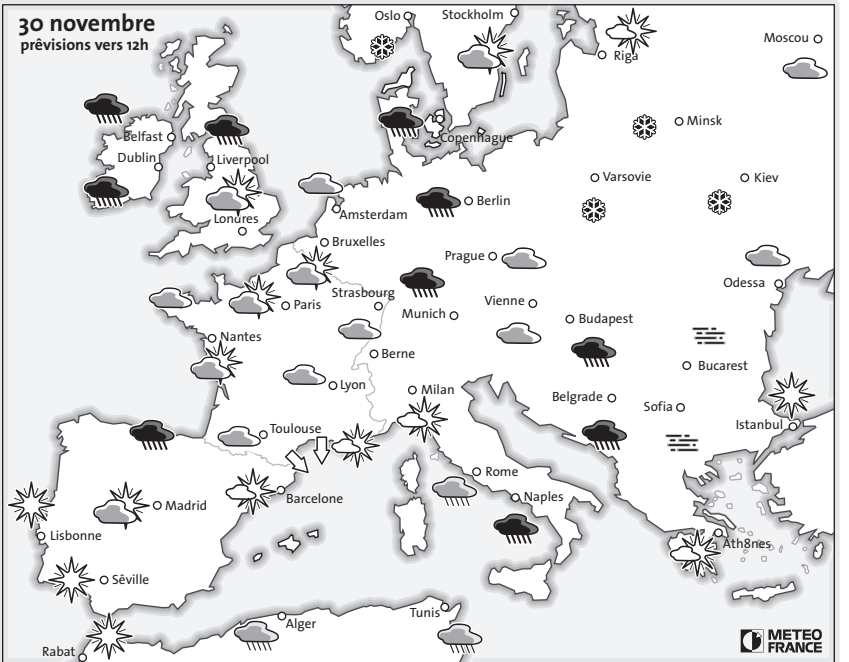 30 novembre
prêvisions vers 12h
Oslo
Stockholm
Riga
Moscou
Belfast
Dublin
Liverpool
Copenhague
Minsk
Londres
Amsterdam
Berlin
Varsovie
Kiev
Bruxelles
Prague
Odessa
Paris
Strasbourg
Munich
Vienne
Budapest
Nantes
Berne
Bucarest
Lyon
Milan
Belgrade
Sofia
Istanbul
Toulouse
Rome
Naples
Barcelone
Madrid
Lisbonne
Ath8nes
Sêville
Alger
Tunis
Rabat
METEO
FRANCE